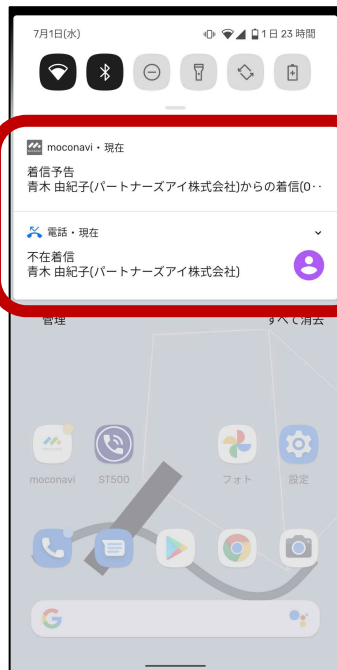 7月1日(水)
1日 23 時間
moconavi・現在
着信予告
青木 由紀子(パートナーズアイ株式会社)からの着信(0‥
電話・現在
不在着信
青木 由紀子(パートナーズアイ株式会社)
管理
すべて消去
moconavi
ST500
フォト
設定